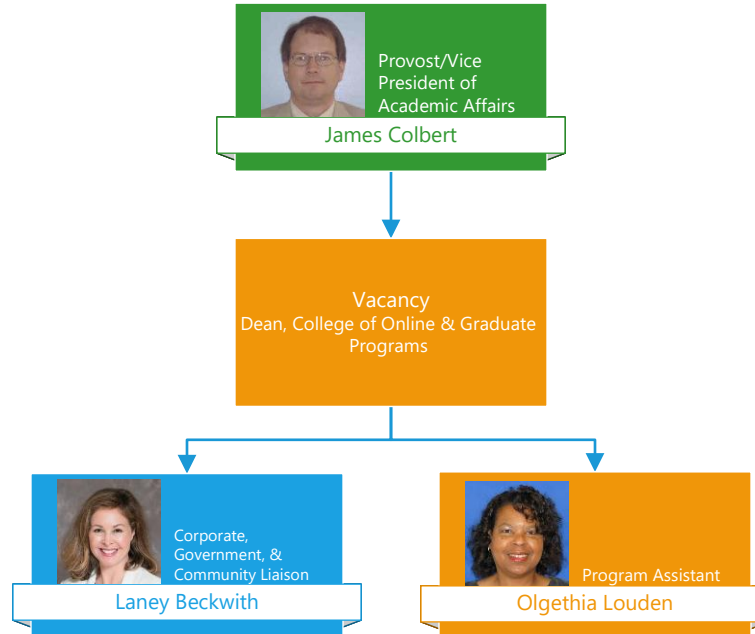 Provost/Vice
President of
Academic Affairs
James Colbert
Vacancy
Dean, College of Online & Graduate
Programs
Corporate,
Government, &
Community Liaison
Laney Beckwith
Program Assistant
Olgethia Louden